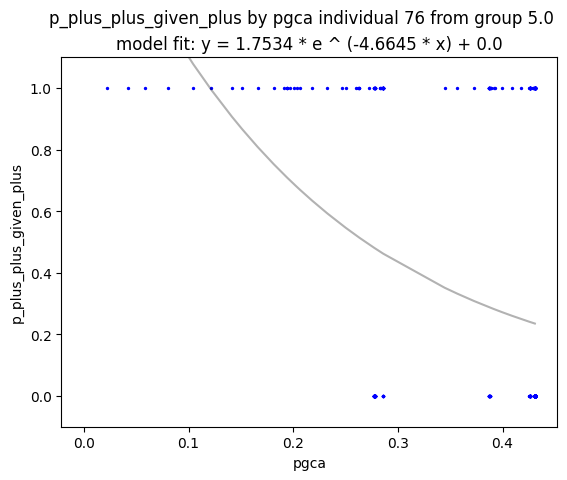 p_plus_plus_given_plus by pgca individual 76 from group 5.0
model fit: y = 1.7534 * e ^ (-4.6645 * x) + 0.0
1.0
0.8
0.6
0.4
0.2
0.0
p_plus_plus_given_plus
0.0 0.1 0.2 0.3 0.4
pgca